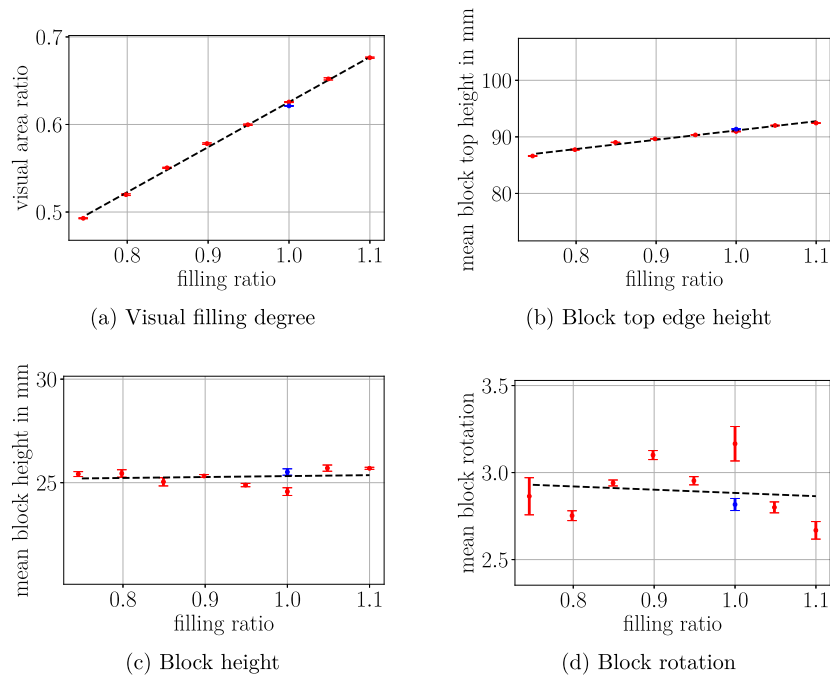 0.7
0.6
0.5
visual area ratio
0.8 0.9 1.0 1.1
filling ratio
(a) Visual filling degree
100
90
80
mean block top height in mm
0.8 0.9 1.0 1.1
filling ratio
(b) Block top edge height
30
25
mean block height in mm
0.8 0.9 1.0 1.1
filling ratio
(c) Block height
3.5
3.0
2.5
mean block rotation
0.8 0.9 1.0 1.1
filling ratio
(d) Block rotation